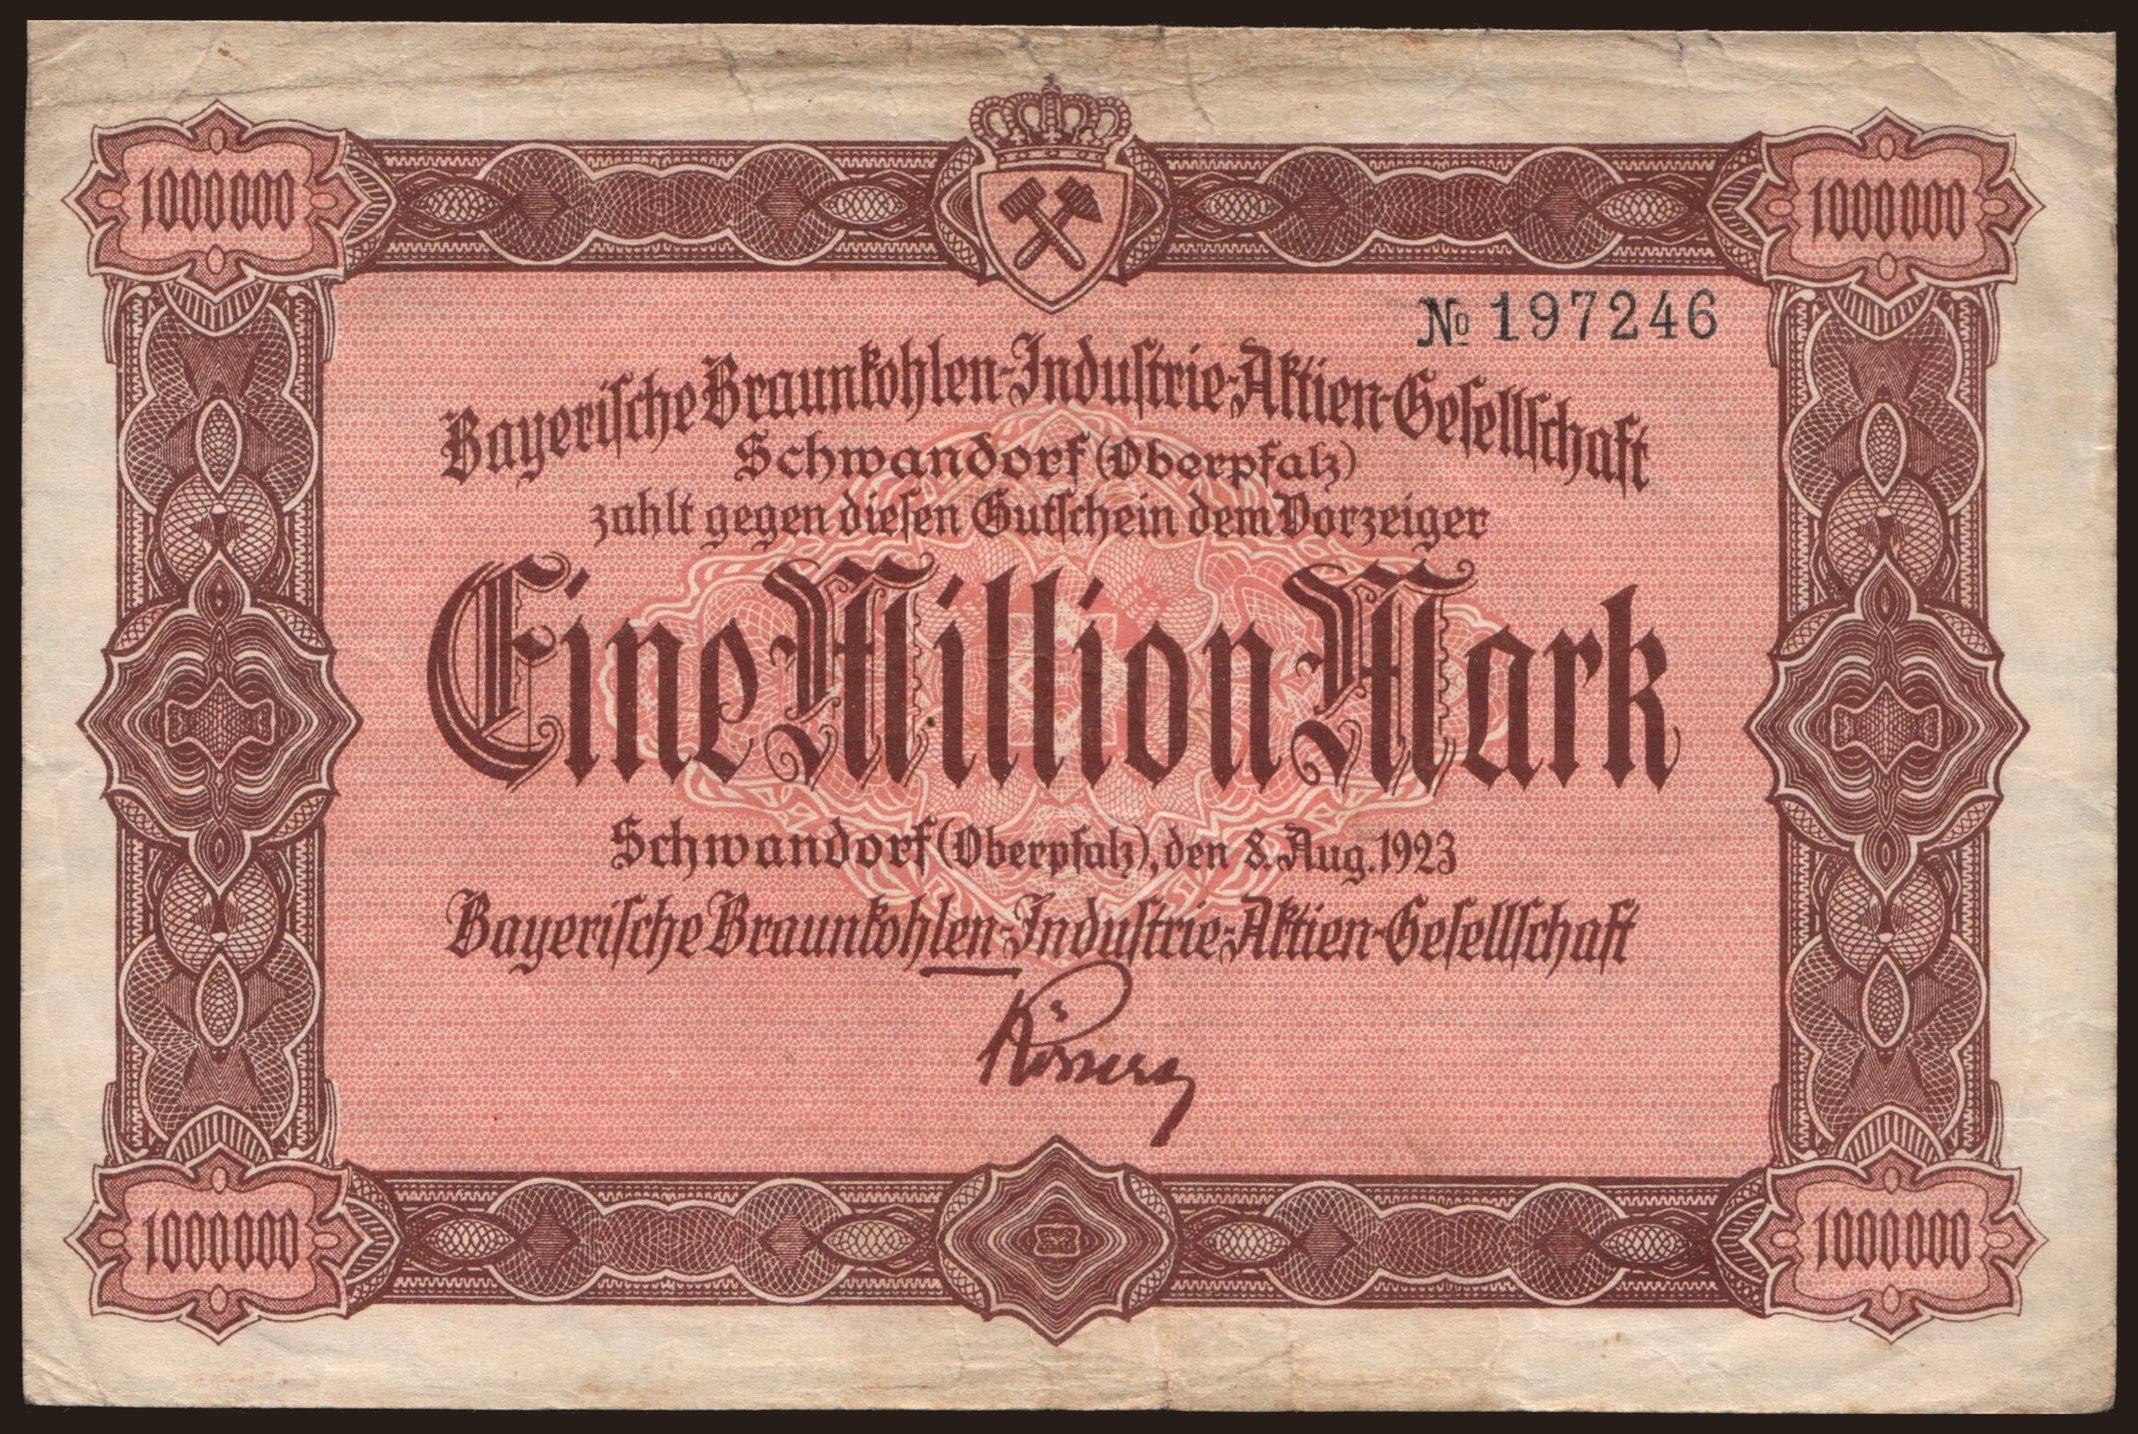 1000000
1000000
№ 197246
Bayerische Braunkohlen-Industrie-Aktien-Gesellschaft
Schwandorf (Oberpfalz)
zahlt gegen diesen Gutschein dem Vorzeiger
Eine Million Mark
Schwandorf (Oberpfalz), den 8. Aug. 1923
Bayerische Braunkohlen-Industrie-Aktien-Gesellschaft
1000000
1000000